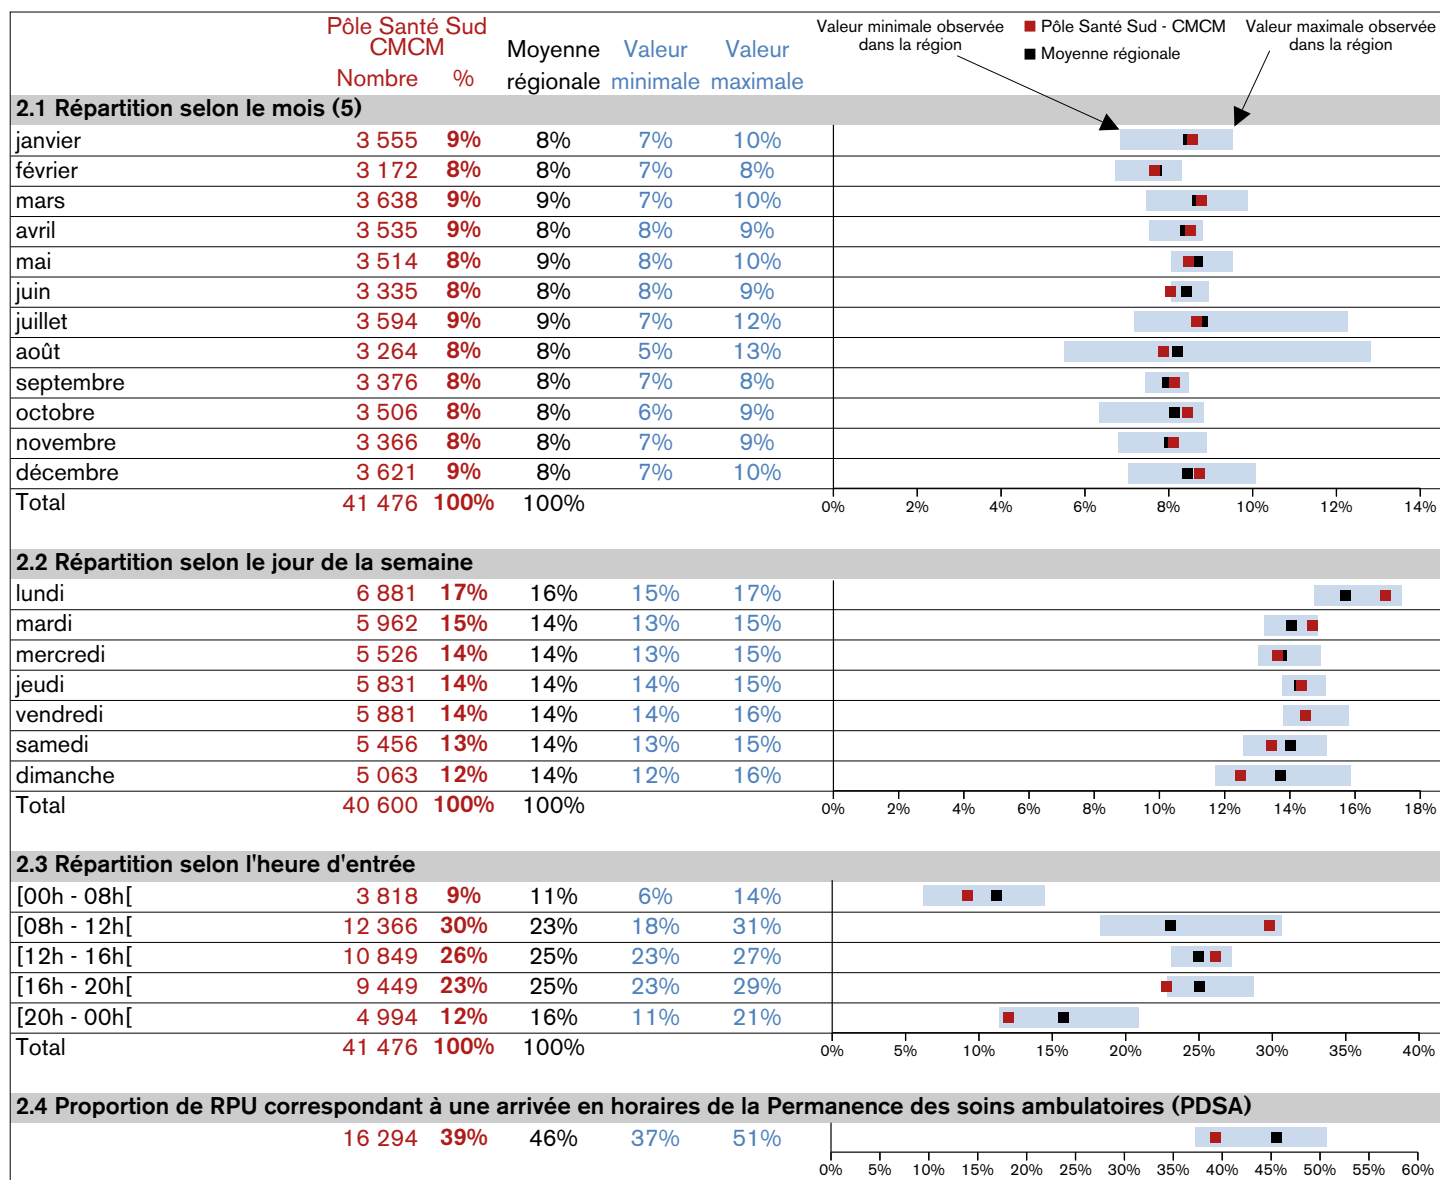 Pôle Santé Sud
CMCM
Nombre %
Moyenne régionale
Valeur minimale
Valeur maximale
Valeur minimale observée
dans la région
Pôle Santé Sud - CMCM
Moyenne régionale
Valeur maximale observée
dans la région
2.1 Répartition selon le mois (5)
janvier 3 555 9% 8% 7% 10%
février 3 172 8% 8% 7% 8%
mars 3 638 9% 9% 7% 10%
avril 3 535 9% 8% 8% 9%
mai 3 514 8% 9% 8% 10%
juin 3 335 8% 8% 8% 9%
juillet 3 594 9% 9% 7% 12%
août 3 264 8% 8% 5% 13%
septembre 3 376 8% 8% 7% 8%
octobre 3 506 8% 8% 6% 9%
novembre 3 366 8% 8% 7% 9%
décembre 3 621 9% 8% 7% 10%
Total 41 476 100% 100%
0% 2% 4% 6% 8% 10% 12% 14%
2.2 Répartition selon le jour de la semaine
lundi 6 881 17% 16% 15% 17%
mardi 5 962 15% 14% 13% 15%
mercredi 5 526 14% 14% 13% 15%
jeudi 5 831 14% 14% 14% 15%
vendredi 5 881 14% 14% 14% 16%
samedi 5 456 13% 14% 13% 15%
dimanche 5 063 12% 14% 12% 16%
Total 40 600 100% 100%
0% 2% 4% 6% 8% 10% 12% 14% 16% 18%
2.3 Répartition selon l'heure d'entrée
[00h - 08h[ 3 818 9% 11% 6% 14%
[08h - 12h[ 12 366 30% 23% 18% 31%
[12h - 16h[ 10 849 26% 25% 23% 27%
[16h - 20h[ 9 449 23% 25% 23% 29%
[20h - 00h[ 4 994 12% 16% 11% 21%
Total 41 476 100% 100%
0% 5% 10% 15% 20% 25% 30% 35% 40%
2.4 Proportion de RPU correspondant à une arrivée en horaires de la Permanence des soins ambulatoires (PDSA)
16 294 39% 46% 37% 51%
0% 5% 10% 15% 20% 25% 30% 35% 40% 45% 50% 55% 60%